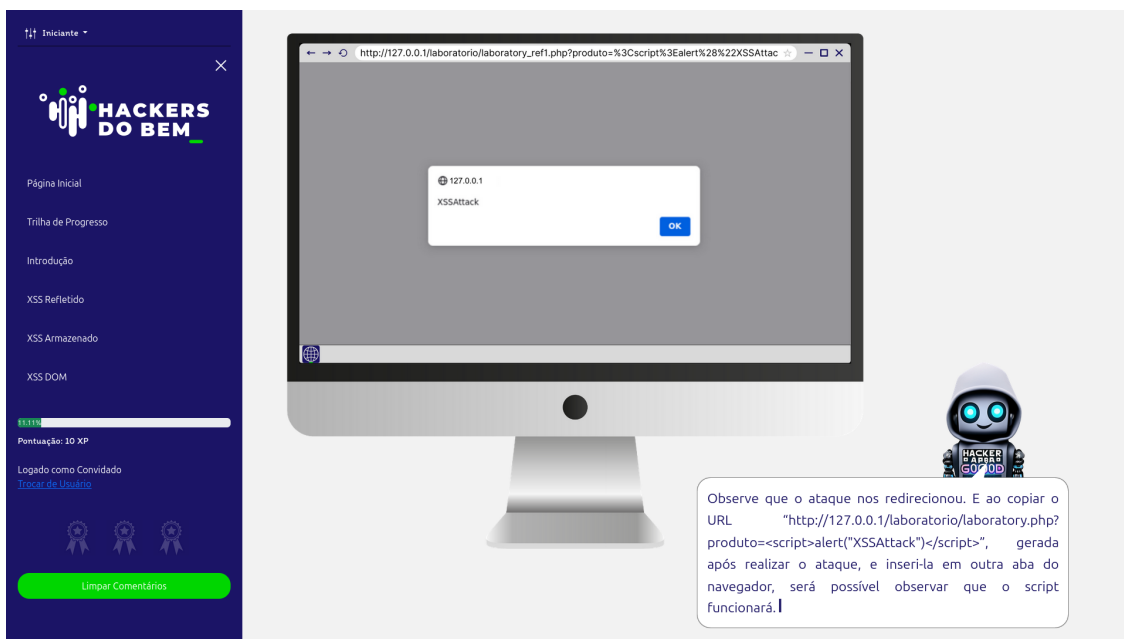 Iniciante
HACKERS
DO BEM_
Página Inicial
Trilha de Progresso
Introdução
XSS Refletido
XSS Armazenado
XSS DOM
11.11%
Pontuação: 10 XP
Logado como Convidado
Trocar de Usuário
Limpar Comentários
http://127.0.0.1/laboratorio/laboratory_ref1.php?produto=%3Cscript%3Ealert%28%22XSSAttac
127.0.0.1
XSSAttack
OK
HACKER
Observe que o ataque nos redirecionou. E ao copiar o
URL "http://127.0.0.1/laboratorio/laboratory.php?
produto=<script>alert("XSSAttack")</script>", gerada
após realizar o ataque, e inseri-la em outra aba do
navegador, será possível observar que o script
funcionará.